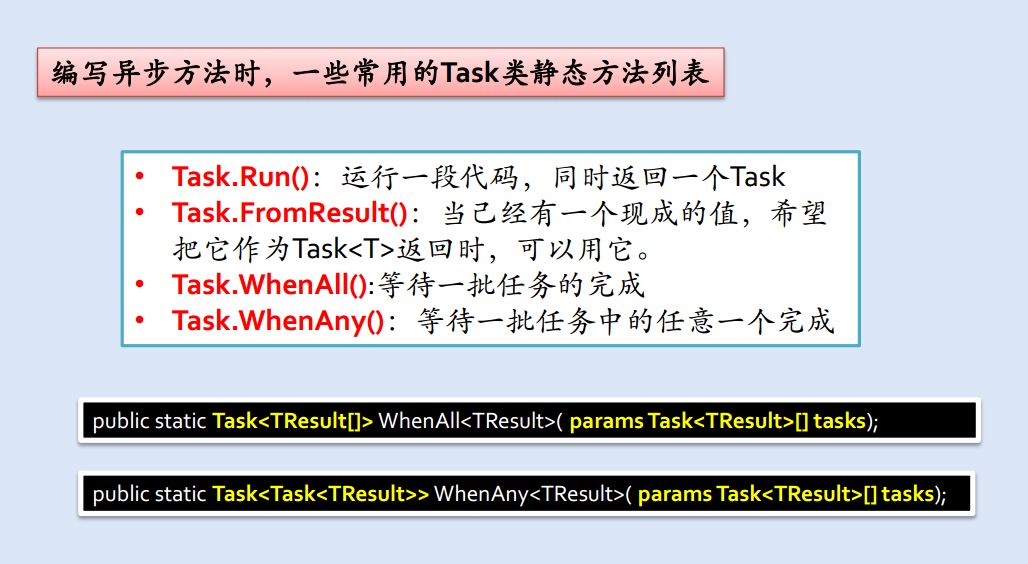 编写异步方法时，一些常用的Task类静态方法列表
• Task.Run()：运行一段代码，同时返回一个Task
• Task.FromResult()：当已经有一个现成的值，希望
把它作为Task<T>返回时，可以用它。
• Task.WhenAll():等待一批任务的完成
• Task.WhenAny()：等待一批任务中的任意一个完成
public static Task<TResult[]> WhenAll<TResult>( params Task<TResult>[] tasks);
public static Task<Task<TResult>> WhenAny<TResult>( params Task<TResult>[] tasks);